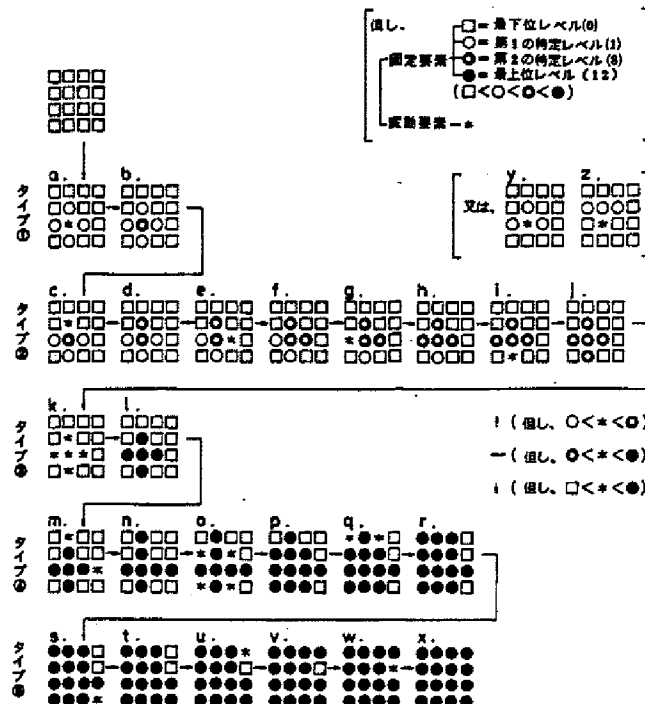 但し、
固定要素
□= 最下位レベル(0)
○= 第1の特定レベル(1)
◎= 第2の特定レベル(8)
●= 最上位レベル(12)
(□<○<◎<●)
変動要素 — *
a. b.
タイプ①
又は、
y. z.
c. d. e. f. g. h. i. j.
タイプ②
k. l.
タイプ③
(但し、○<*<◎)
(但し、◎<*<●)
(但し、□<*<●)
m. n. o. p. q. r.
タイプ④
s. t. u. v. w. x.
タイプ⑤